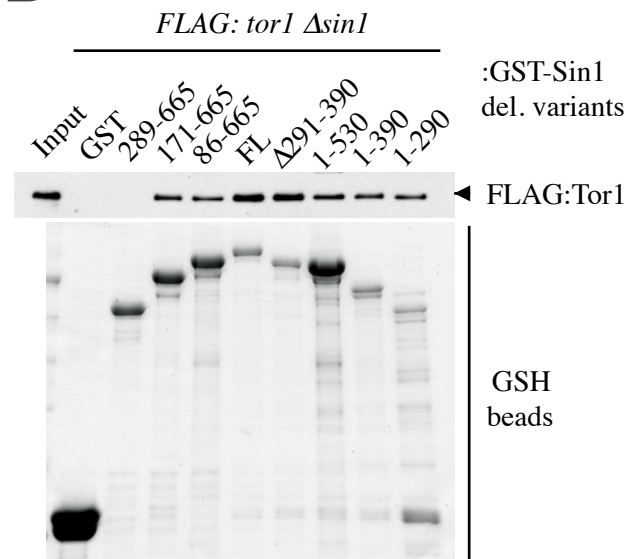 FLAG: tor1 Δsin1
:GST-Sin1
del. variants
Input
GST
289-665
171-665
86-665
FL
Δ291-390
1-530
1-390
1-290
FLAG:Tor1
GSH
beads